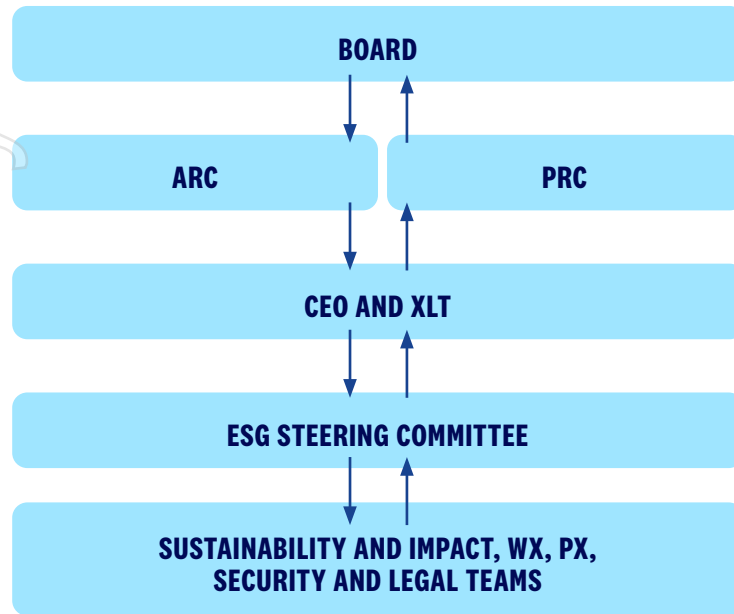 BOARD
ARC
PRC
CEO AND XLT
ESG STEERING COMMITTEE
SUSTAINABILITY AND IMPACT, WX, PX,
SECURITY AND LEGAL TEAMS